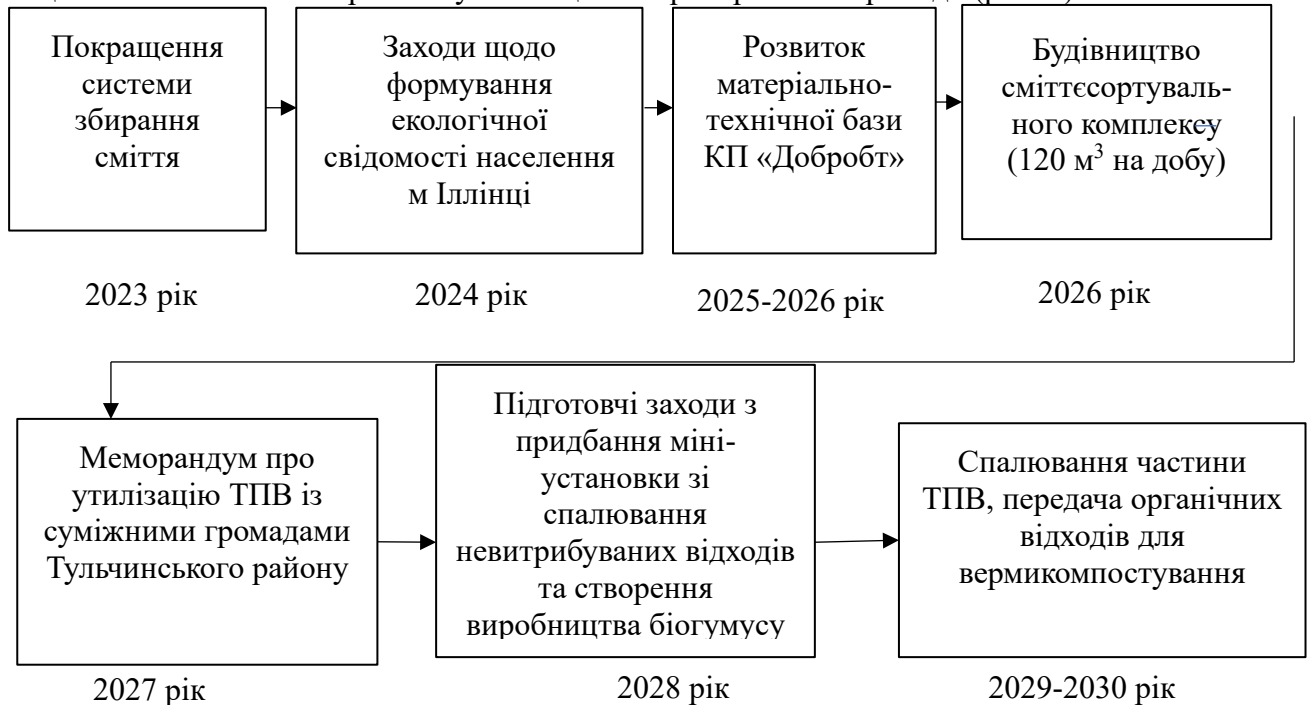 Покращення
системи
збирання
сміття
Заходи щодо
формування
екологічної
свідомості населення
м Іллінці
Розвиток
матеріально-
технічної бази
КП «Добробт»
Будівництво
сміттєсортуваль-
ного комплексу
(120 м³ на добу)
2023 рік
2024 рік
2025-2026 рік
2026 рік
Меморандум про
утилізацію ТПВ із
суміжними громадами
Тульчинського району
Підготовчі заходи з
придбання міні-
установки зі
спалювання
невитрибуваних відходів
та створення
виробництва біогумусу
Спалювання частини
ТПВ, передача органічних
відходів для
вермикомпостування
2027 рік
2028 рік
2029-2030 рік